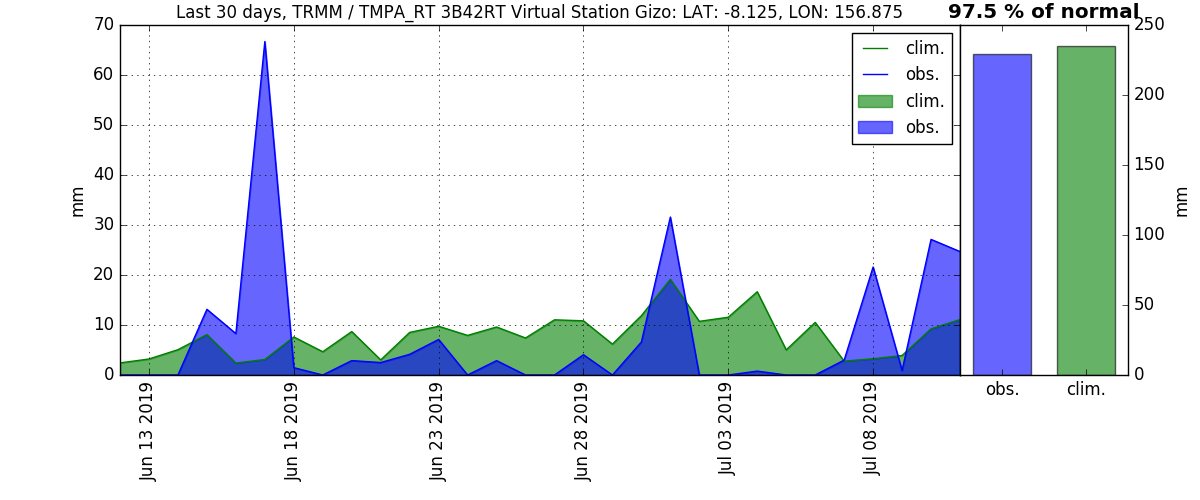 Last 30 days, TRMM / TMPA_RT 3B42RT Virtual Station Gizo: LAT: -8.125, LON: 156.875
97.5 % of normal
70
60
50
40
30
20
10
0
mm
clim.
obs.
clim.
obs.
250
200
150
100
50
0
mm
obs.
clim.
Jun 13 2019
Jun 18 2019
Jun 23 2019
Jun 28 2019
Jul 03 2019
Jul 08 2019